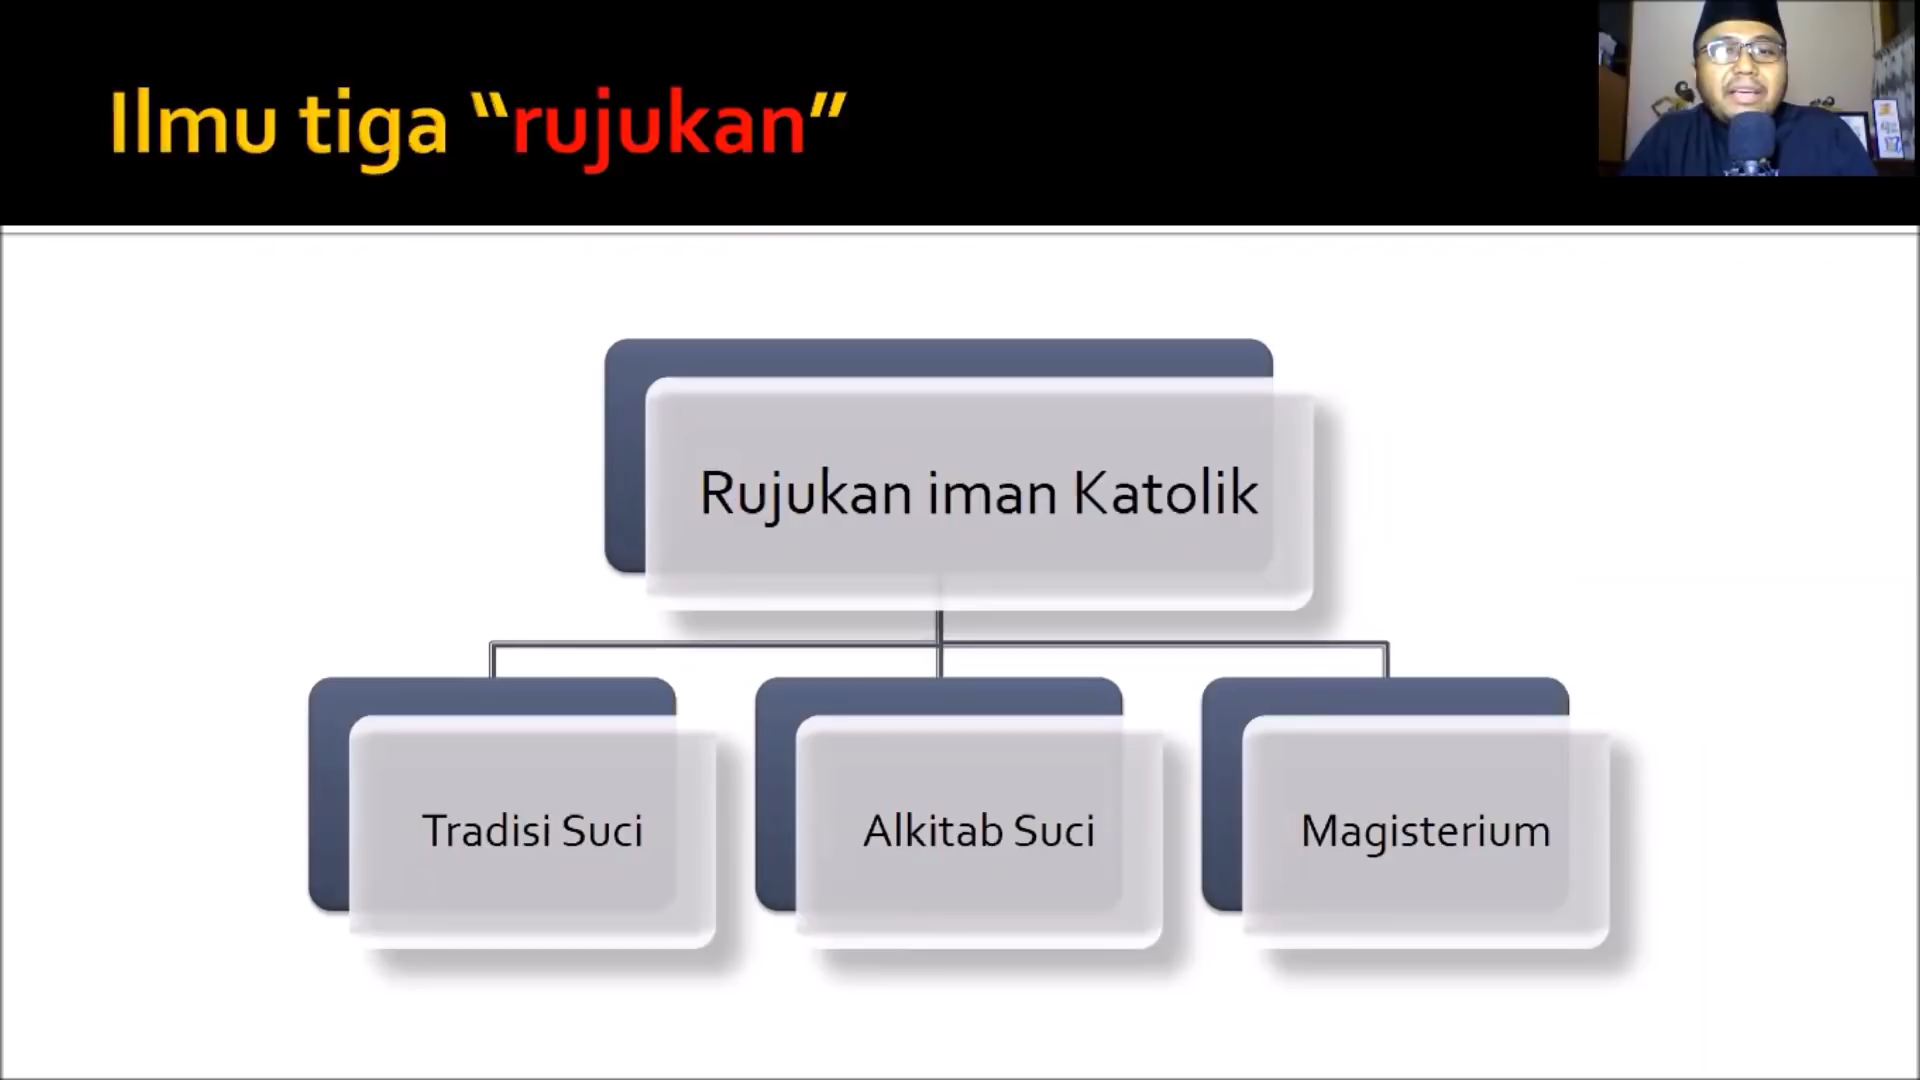 Ilmu tiga “rujukan”
Rujukan iman Katolik
Tradisi Suci
Alkitab Suci
Magisterium